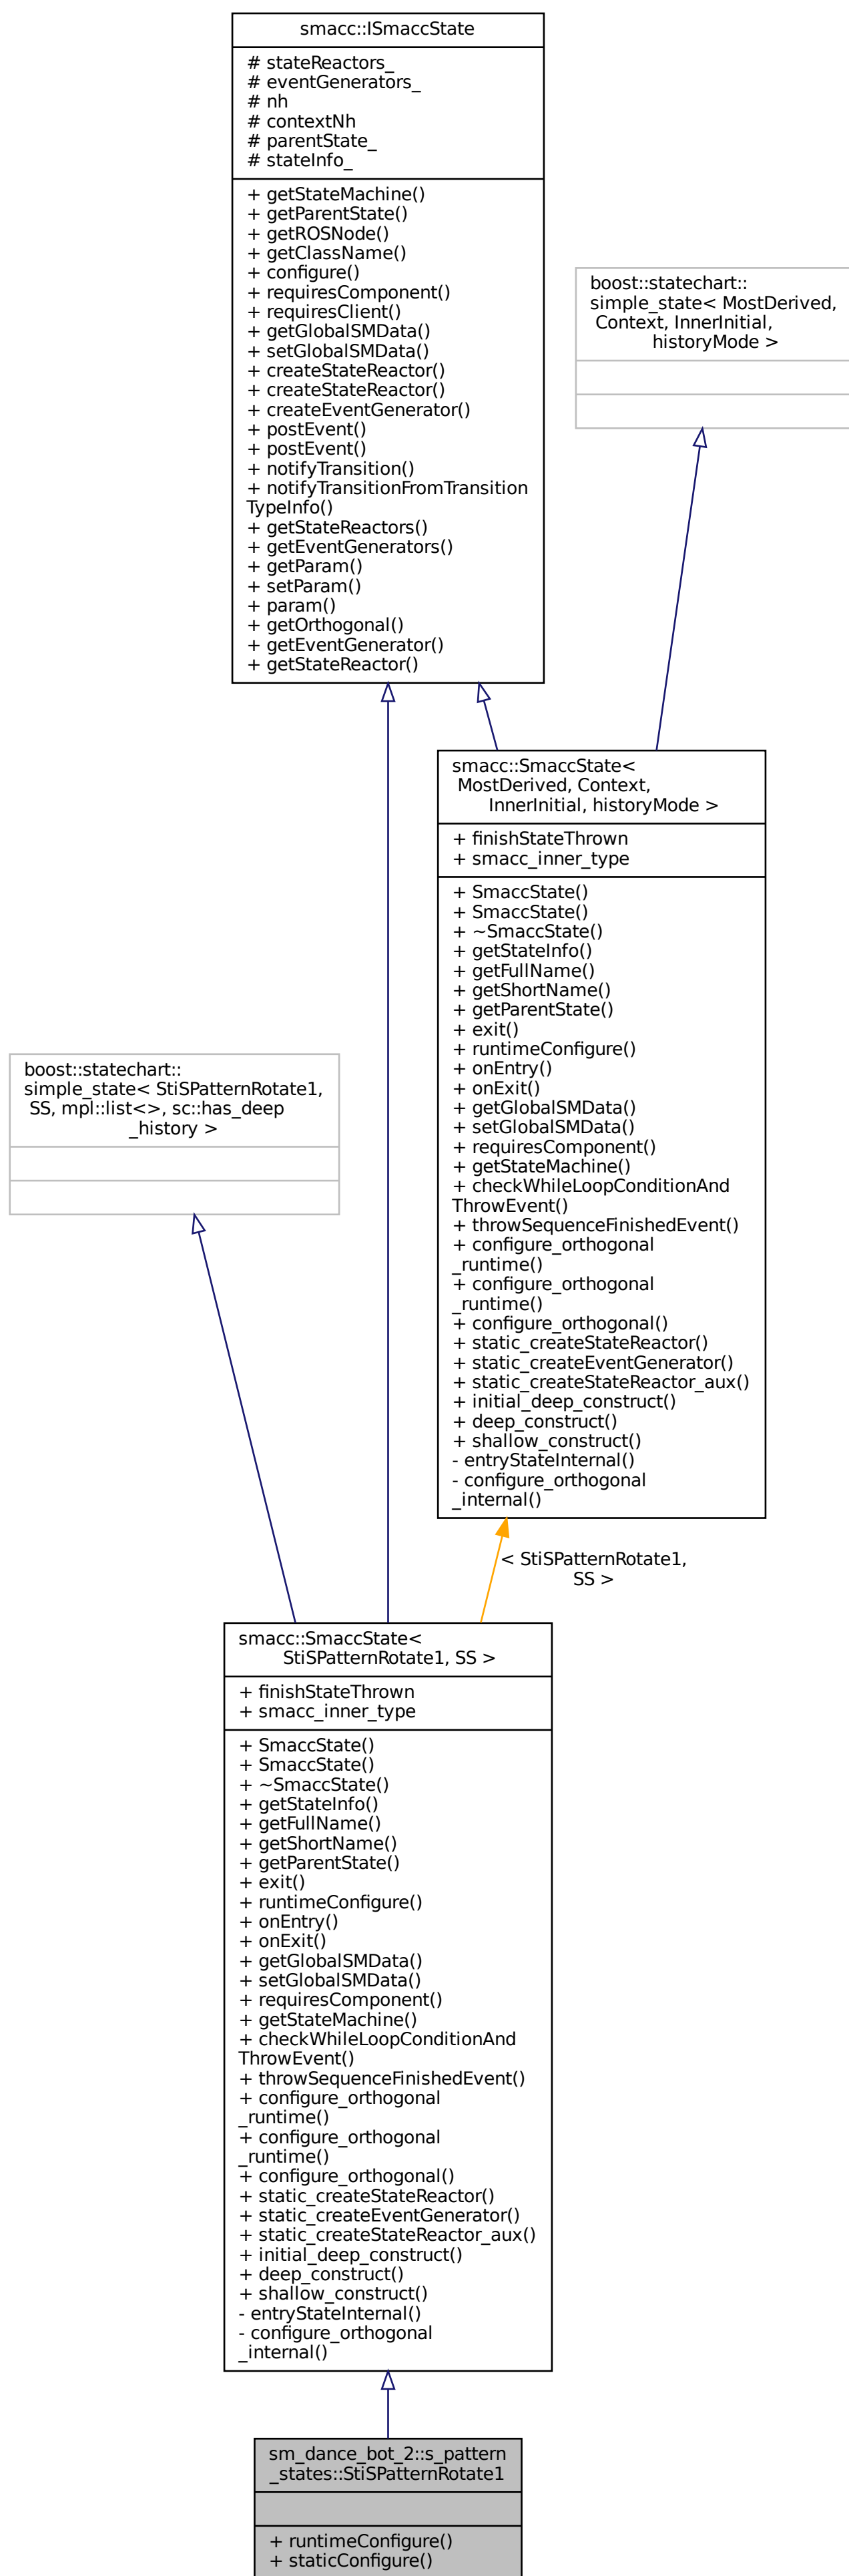 smacc::ISmaccState
# stateReactors_
# eventGenerators_
# nh
# contextNh
# parentState_
# stateInfo_
+ getStateMachine()
+ getParentState()
+ getROSNode()
+ getClassName()
+ configure()
+ requiresComponent()
+ requiresClient()
+ getGlobalSMData()
+ setGlobalSMData()
+ createStateReactor()
+ createStateReactor()
+ createEventGenerator()
+ postEvent()
+ postEvent()
+ notifyTransition()
+ notifyTransitionFromTransition
TypeInfo()
+ getStateReactors()
+ getEventGenerators()
+ getParam()
+ setParam()
+ param()
+ getOrthogonal()
+ getEventGenerator()
+ getStateReactor()
boost::statechart::
simple_state< MostDerived,
Context, InnerInitial,
historyMode >
smacc::SmaccState<
MostDerived, Context,
InnerInitial, historyMode >
+ finishStateThrown
+ smacc_inner_type
+ SmaccState()
+ SmaccState()
+ ~SmaccState()
+ getStateInfo()
+ getFullName()
+ getShortName()
+ getParentState()
+ exit()
+ runtimeConfigure()
+ onEntry()
+ onExit()
+ getGlobalSMData()
+ setGlobalSMData()
+ requiresComponent()
+ getStateMachine()
+ checkWhileLoopConditionAnd
ThrowEvent()
+ throwSequenceFinishedEvent()
+ configure_orthogonal
_runtime()
+ configure_orthogonal
_runtime()
+ configure_orthogonal()
+ static_createStateReactor()
+ static_createEventGenerator()
+ static_createStateReactor_aux()
+ initial_deep_construct()
+ deep_construct()
+ shallow_construct()
- entryStateInternal()
- configure_orthogonal
_internal()
boost::statechart::
simple_state< StiSPatternRotate1,
SS, mpl::list<>, sc::has_deep
_history >
< StiSPatternRotate1,
SS >
smacc::SmaccState<
StiSPatternRotate1, SS >
+ finishStateThrown
+ smacc_inner_type
+ SmaccState()
+ SmaccState()
+ ~SmaccState()
+ getStateInfo()
+ getFullName()
+ getShortName()
+ getParentState()
+ exit()
+ runtimeConfigure()
+ onEntry()
+ onExit()
+ getGlobalSMData()
+ setGlobalSMData()
+ requiresComponent()
+ getStateMachine()
+ checkWhileLoopConditionAnd
ThrowEvent()
+ throwSequenceFinishedEvent()
+ configure_orthogonal
_runtime()
+ configure_orthogonal
_runtime()
+ configure_orthogonal()
+ static_createStateReactor()
+ static_createEventGenerator()
+ static_createStateReactor_aux()
+ initial_deep_construct()
+ deep_construct()
+ shallow_construct()
- entryStateInternal()
- configure_orthogonal
_internal()
sm_dance_bot_2::s_pattern
_states::StiSPatternRotate1
+ runtimeConfigure()
+ staticConfigure()